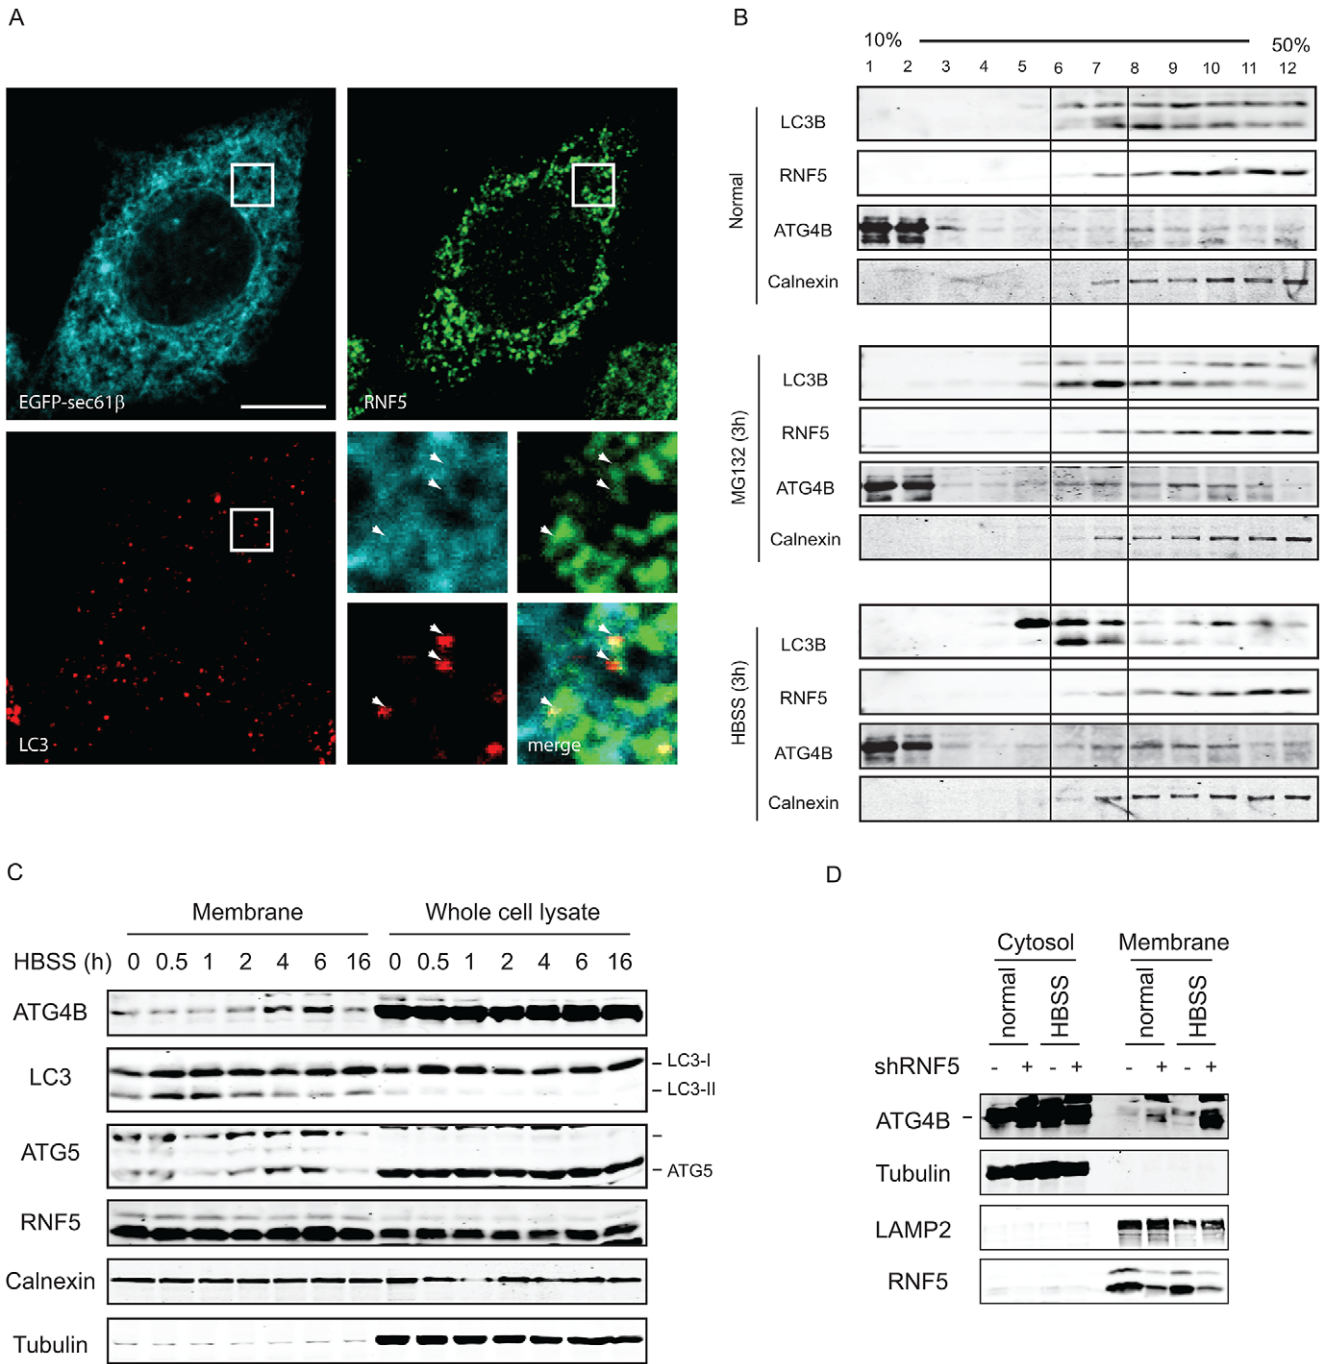 A
EGFP-sec61β
RNF5
LC3
merge
B
10%
50%
1 2 3 4 5 6 7 8 9 10 11 12
Normal
LC3B
RNF5
ATG4B
Calnexin
MG132 (3h)
LC3B
RNF5
ATG4B
Calnexin
HBSS (3h)
LC3B
RNF5
ATG4B
Calnexin
C
Membrane Whole cell lysate
HBSS (h) 0 0.5 1 2 4 6 16 0 0.5 1 2 4 6 16
ATG4B
LC3
LC3-I
LC3-II
ATG5
ATG5
RNF5
Calnexin
Tubulin
D
Cytosol Membrane
normal HBSS normal HBSS
shRNF5 - + - + - + - +
ATG4B
Tubulin
LAMP2
RNF5